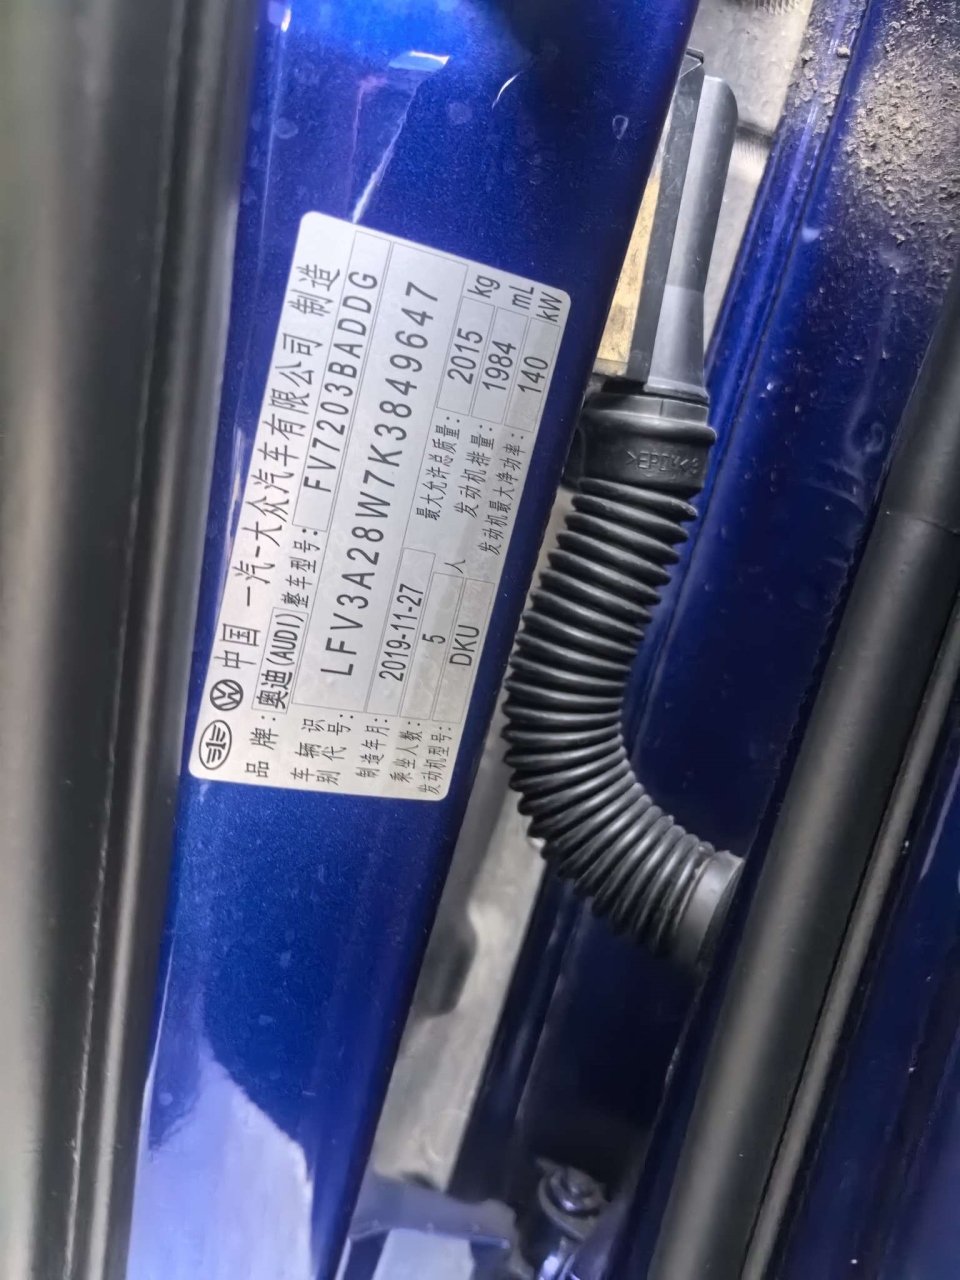 中国 一汽-大众汽车有限公司 制造
品牌: 奥迪(AUDI) 整车型号: FV7203BADDG
车辆识别代号: LFV3A28W7K3849647
制造年月: 2019-11-27 最大允许总质量: 2015 kg
乘坐人数: 5 人 发动机排量: 1984 mL
发动机型号: DKU 发动机最大净功率: 140 kW